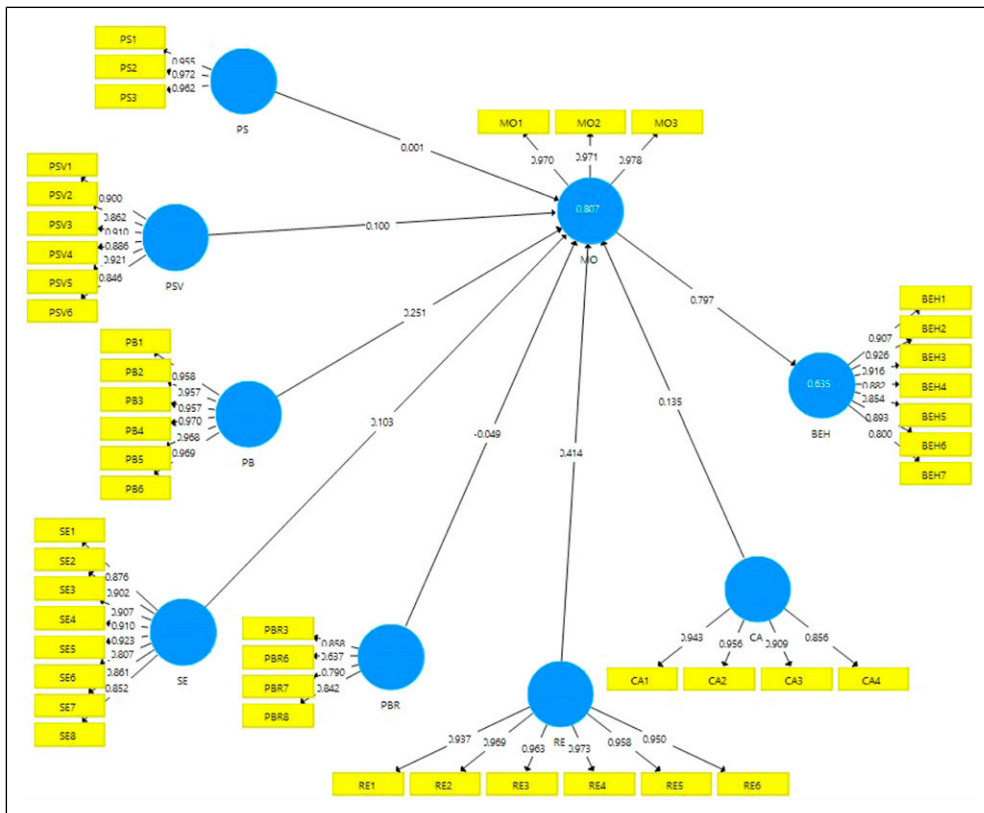 PS1
PS2
PS3
0.955
0.972
0.962
PS
0.001
MO1
MO2
MO3
0.970
0.971
0.978
0.807
MO
PSV1
PSV2
PSV3
PSV4
PSV5
PSV6
0.900
0.862
0.910
0.886
0.921
0.846
PSV
0.100
0.797
PB1
PB2
PB3
PB4
PB5
PB6
0.958
0.957
0.957
0.970
0.968
0.969
PB
0.251
BEH1
BEH2
BEH3
BEH4
BEH5
BEH6
BEH7
0.907
0.926
0.916
0.882
0.854
0.893
0.800
0.635
BEH
SE1
SE2
SE3
SE4
SE5
SE6
SE7
SE8
0.876
0.902
0.907
0.910
0.923
0.807
0.861
0.852
SE
0.103
PBR3
PBR6
PBR7
PBR8
0.858
0.637
0.790
0.842
PBR
-0.049
0.414
0.135
CA
0.943
0.956
0.909
0.856
CA1
CA2
CA3
CA4
RE
0.937
0.969
0.963
0.973
0.958
0.950
RE1
RE2
RE3
RE4
RE5
RE6